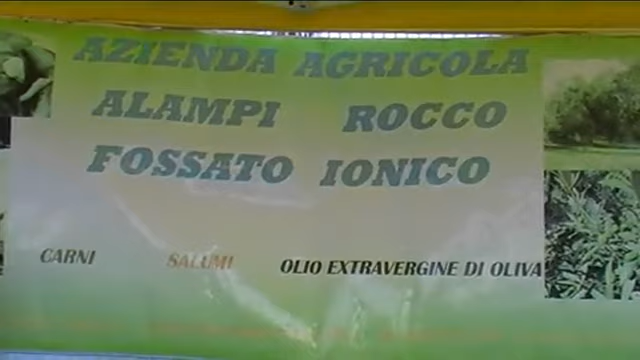 AZIENDA AGRICOLA
ALAMPI ROCCO
FOSSATO IONICO
CARNI SALUMI OLIO EXTRAVERGINE DI OLIVA